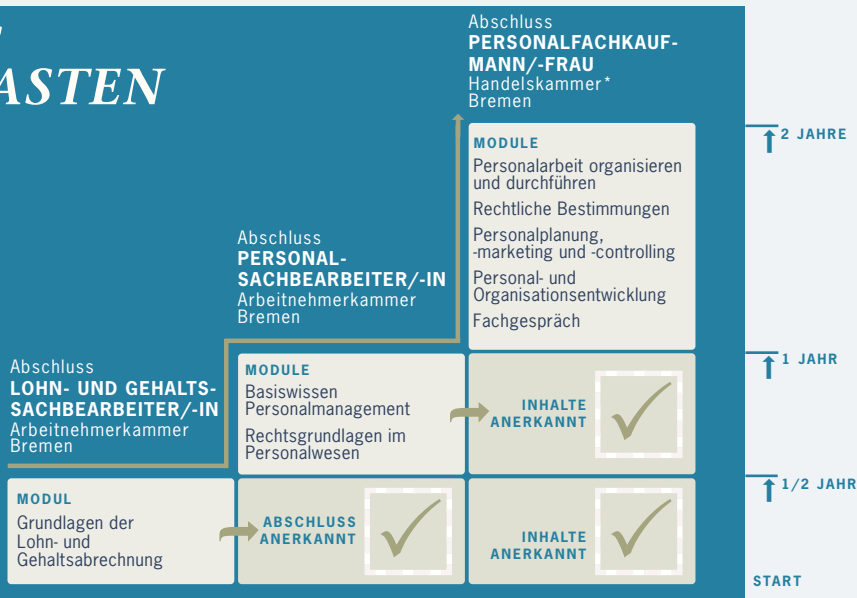 ASTEN
Abschluss
PERSONALFACHKAUF-
MANN/-FRAU
Handelskammer*
Bremen
MODULE
Personalarbeit organisieren
und durchführen
Rechtliche Bestimmungen
Personalplanung,
-marketing und -controlling
Personal- und
Organisationsentwicklung
Fachgespräch
2 JAHRE
Abschluss
PERSONAL-
SACHBEARBEITER/-IN
Arbeitnehmerkammer
Bremen
MODULE
Basiswissen
Personalmanagement
Rechtsgrundlagen im
Personalwesen
INHALTE
ANERKANNT
1 JAHR
Abschluss
LOHN- UND GEHALTS-
SACHBEARBEITER/-IN
Arbeitnehmerkammer
Bremen
MODUL
Grundlagen der
Lohn- und
Gehaltsabrechnung
ABSCHLUSS
ANERKANNT
INHALTE
ANERKANNT
1/2 JAHR
START